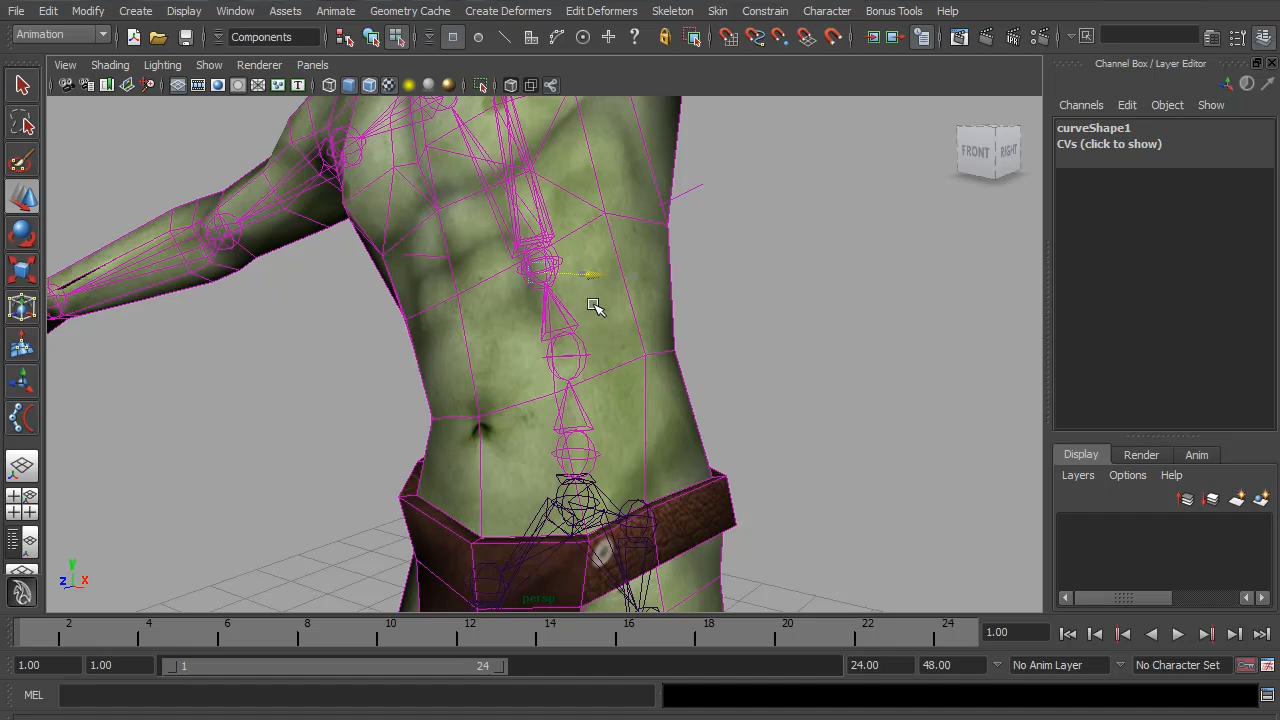 File Edit Modify Create Display Window Assets Animate Geometry Cache Create Deformers Edit Deformers Skeleton Skin Constrain Character Bonus Tools Help
Animation Components
View Shading Lighting Show Renderer Panels
Channel Box / Layer Editor
Channels Edit Object Show
curveShape1
CVs (click to show)
FRONT RIGHT
Display Render Anim
Layers Options Help
y
z x
persp
2 4 6 8 10 12 14 16 18 20 22 24 1.00
1.00 1.00 1 24 24.00 48.00 No Anim Layer No Character Set
MEL